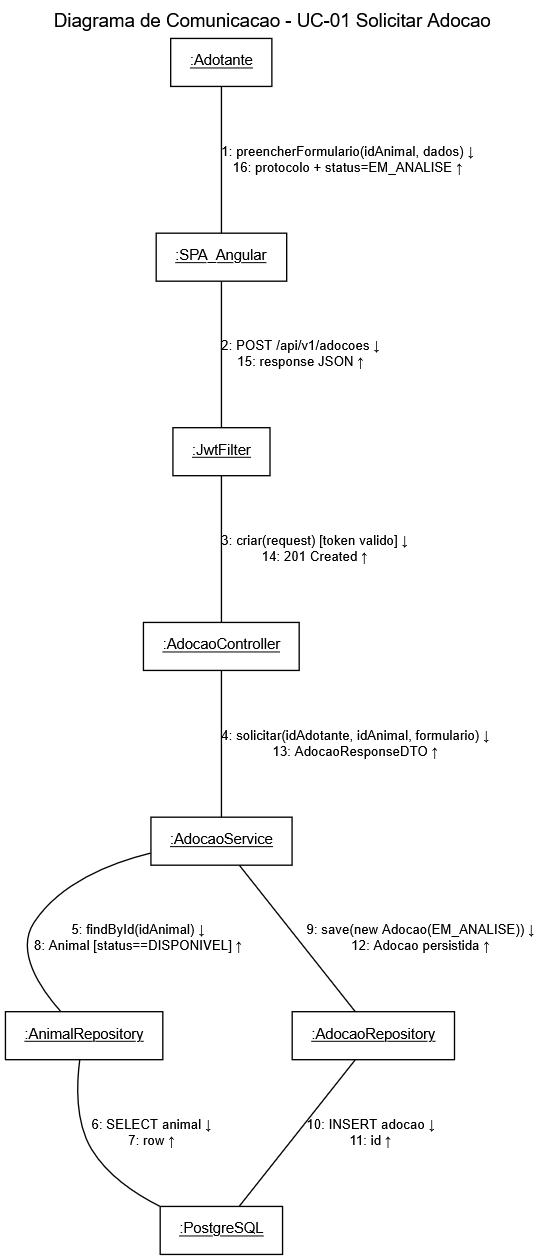 Diagrama de Comunicacao - UC-01 Solicitar Adocao
:Adotante
1: preencherFormulario(idAnimal, dados) ↓
16: protocolo + status=EM_ANALISE ↑
:SPA_Angular
2: POST /api/v1/adocoes ↓
15: response JSON ↑
:JwtFilter
3: criar(request) [token valido] ↓
14: 201 Created ↑
:AdocaoController
4: solicitar(idAdotante, idAnimal, formulario) ↓
13: AdocaoResponseDTO ↑
:AdocaoService
5: findById(idAnimal) ↓
8: Animal [status==DISPONIVEL] ↑
9: save(new Adocao(EM_ANALISE)) ↓
12: Adocao persistida ↑
:AnimalRepository
:AdocaoRepository
6: SELECT animal ↓
7: row ↑
10: INSERT adocao ↓
11: id ↑
:PostgreSQL